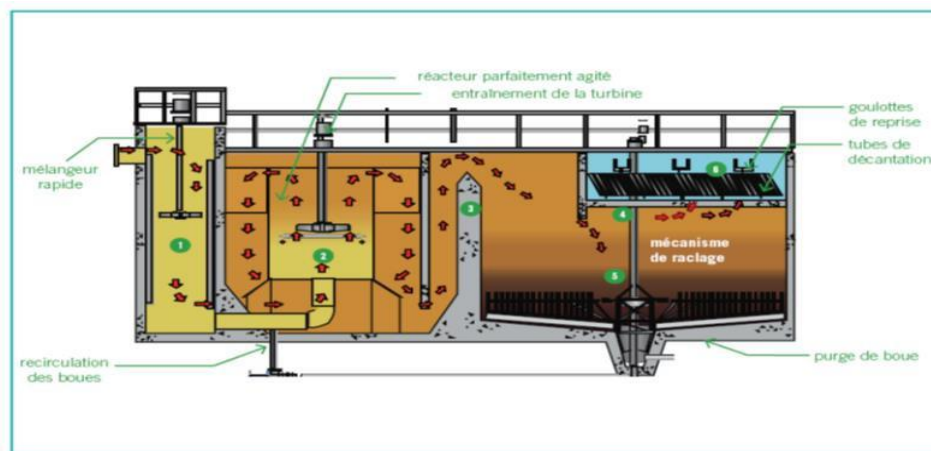 réacteur parfaitement agité
entraînement de la turbine
goulottes
de reprise
tubes de
décantation
mélangeur
rapide
1
2
3
4
5
6
mécanisme
de raclage
recirculation
des boues
purge de boue